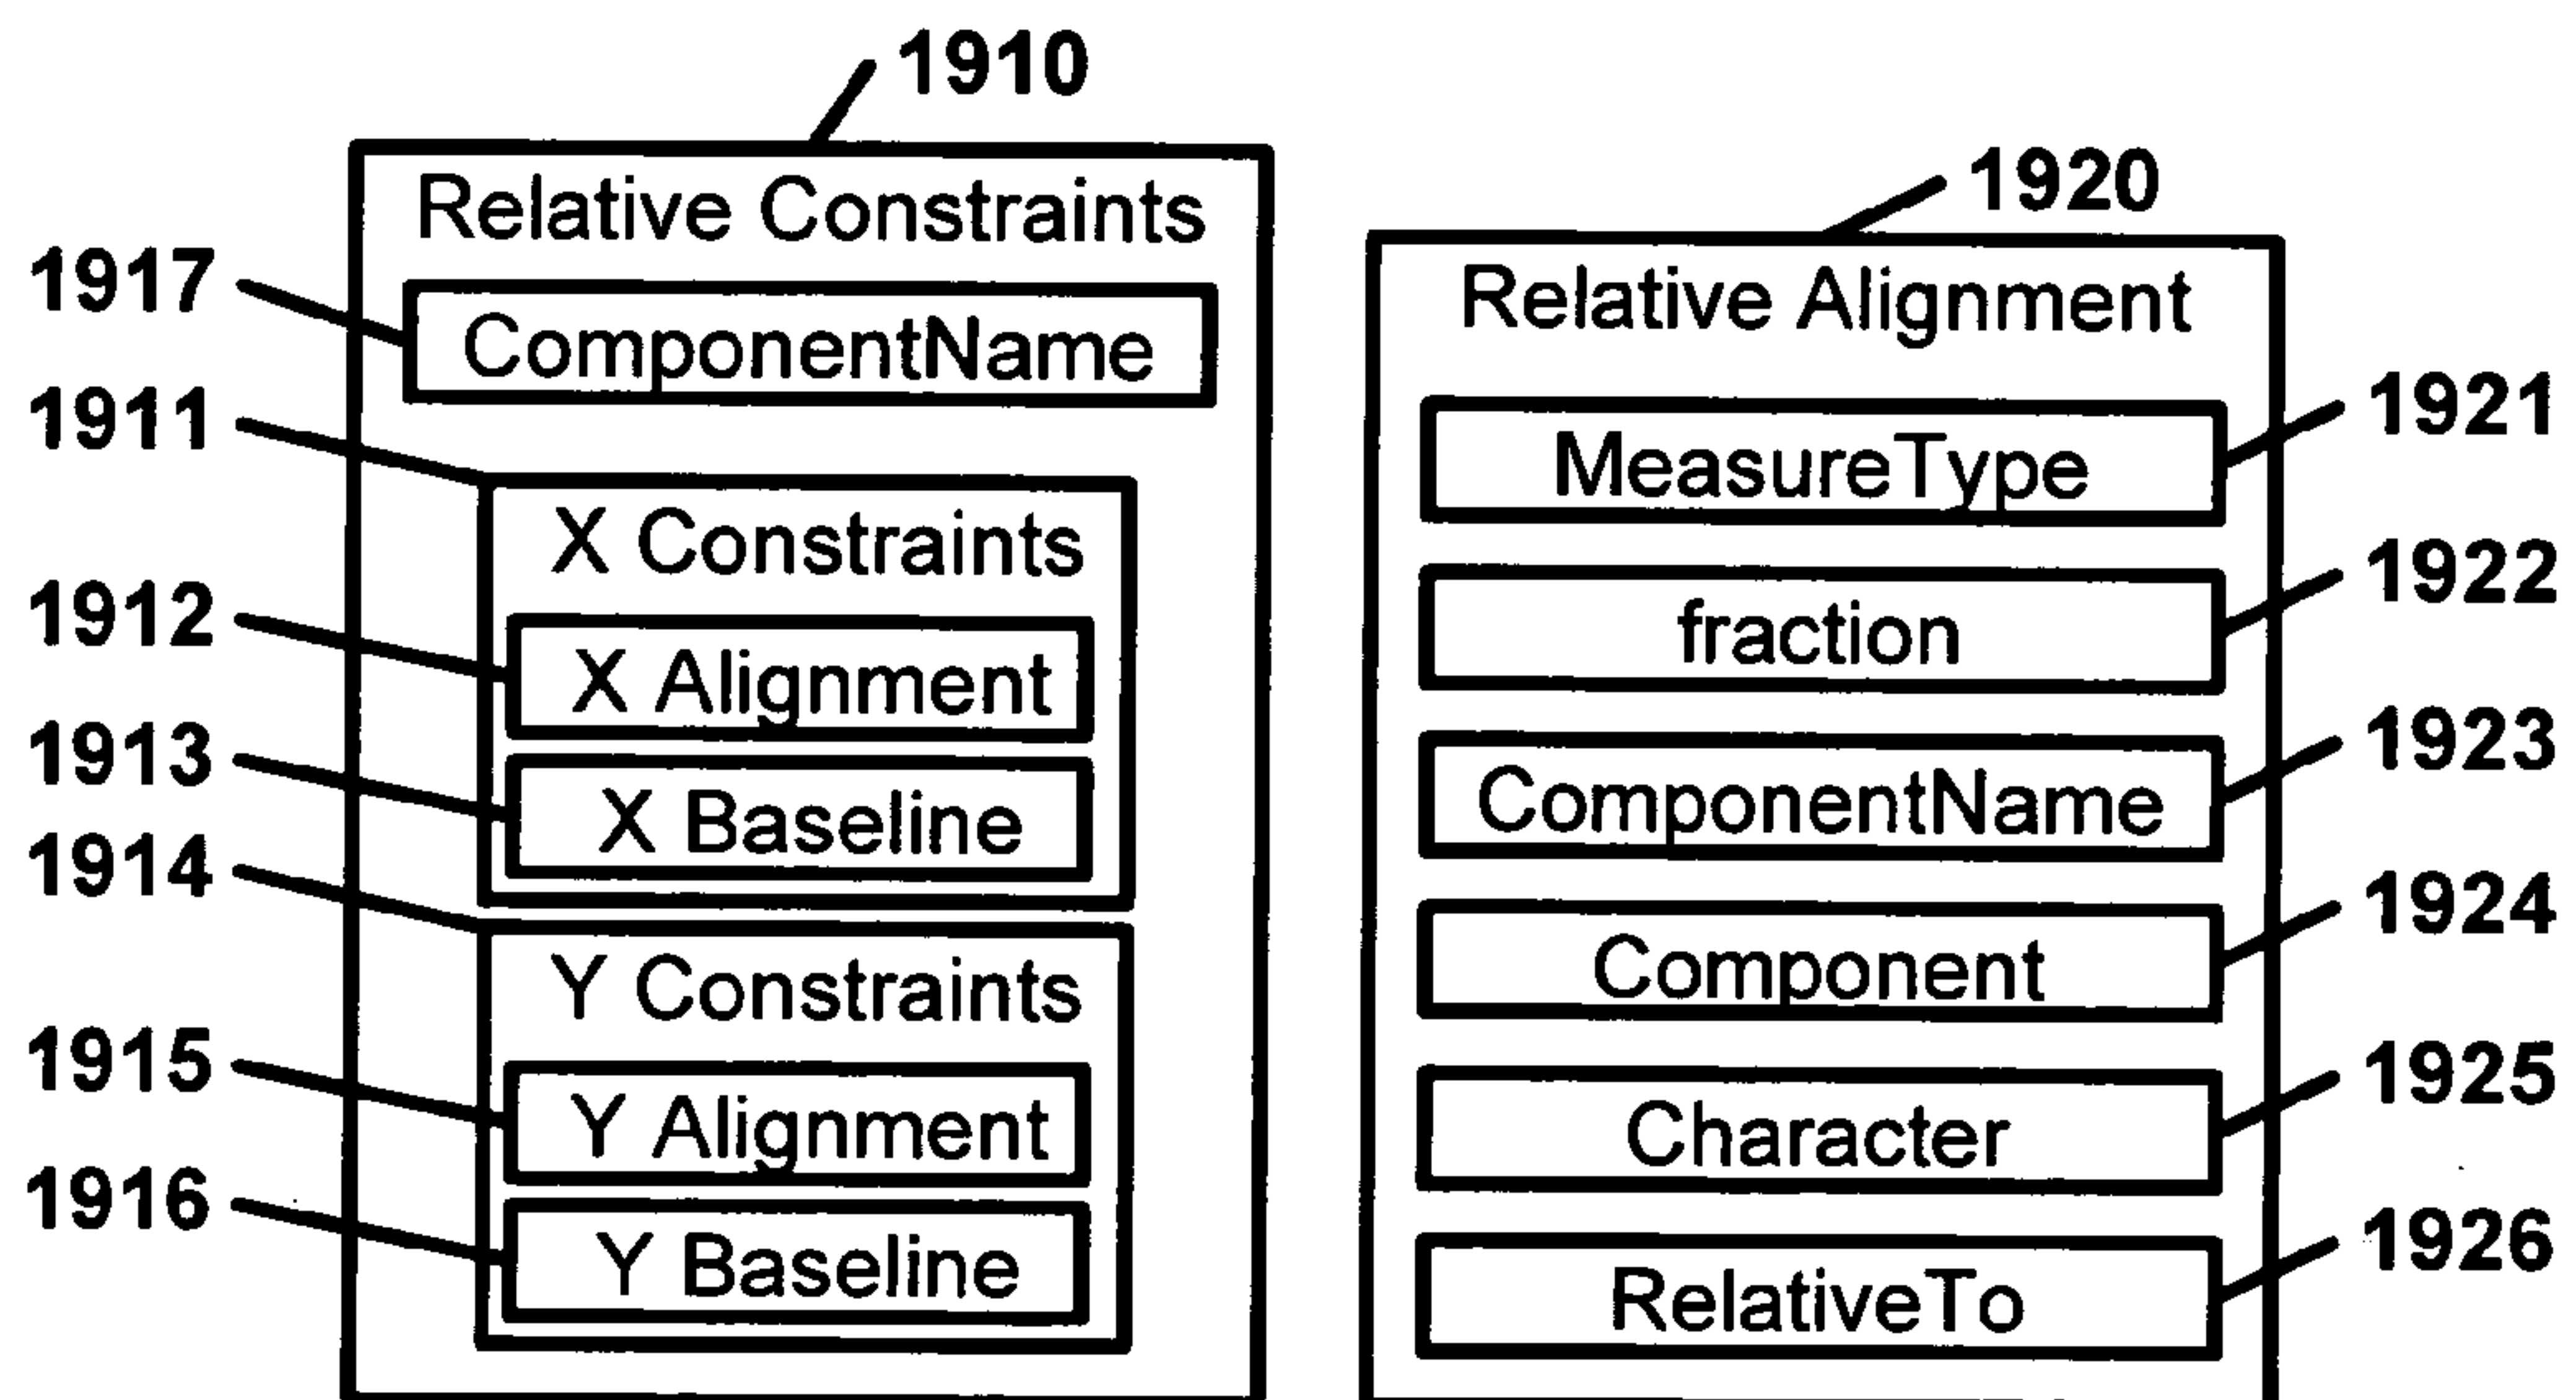 1910
Relative Constraints
1917
ComponentName
1911
X Constraints
1912
X Alignment
1913
X Baseline
1914
Y Constraints
1915
Y Alignment
1916
Y Baseline
1920
Relative Alignment
1921
MeasureType
1922
fraction
1923
ComponentName
1924
Component
1925
Character
1926
RelativeTo